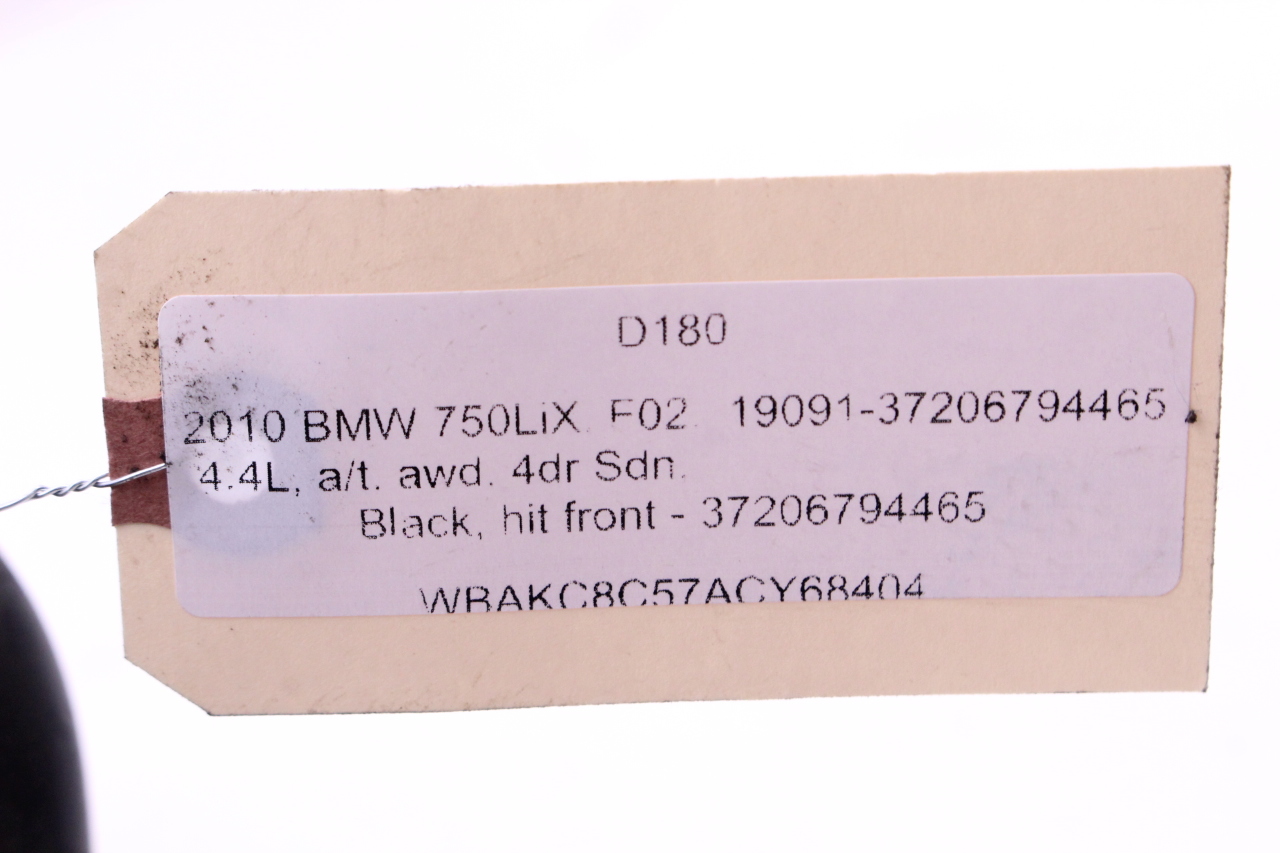 D180
2010 BMW 750LiX. F02. 19091-37206794465
4.4L, a/t. awd. 4dr Sdn.
Black, hit front - 37206794465
WBAKC8C57ACY68404